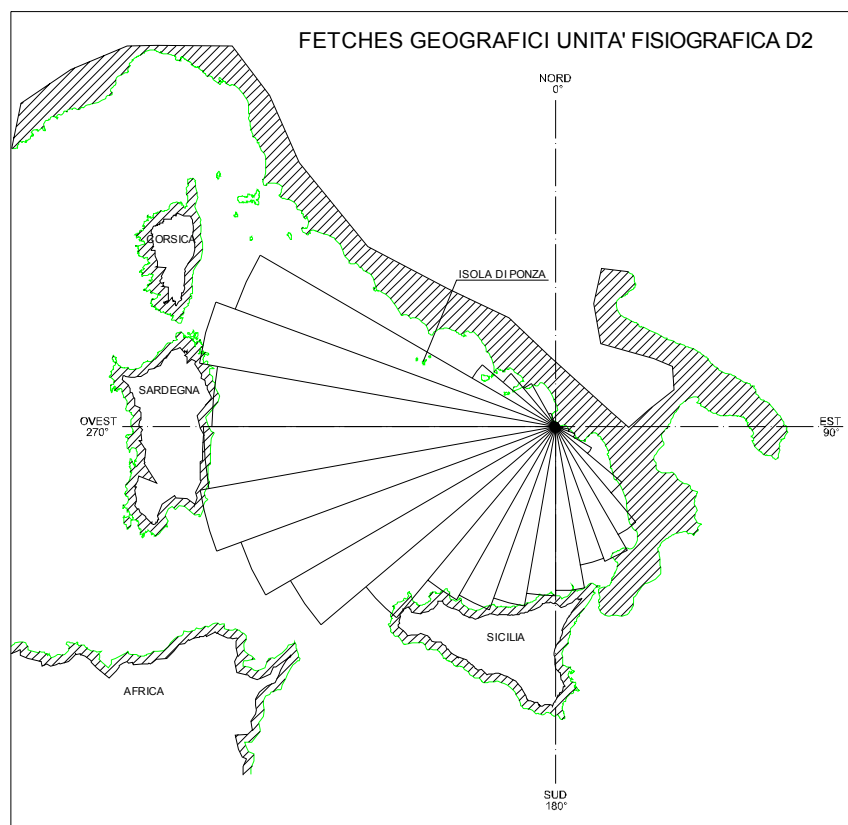 FETCHES GEOGRAFICI UNITA' FISIOGRAFICA D2
NORD
0°
CORSICA
ISOLA DI PONZA
SARDEGNA
OVEST
270°
EST
90°
SICILIA
AFRICA
SUD
180°